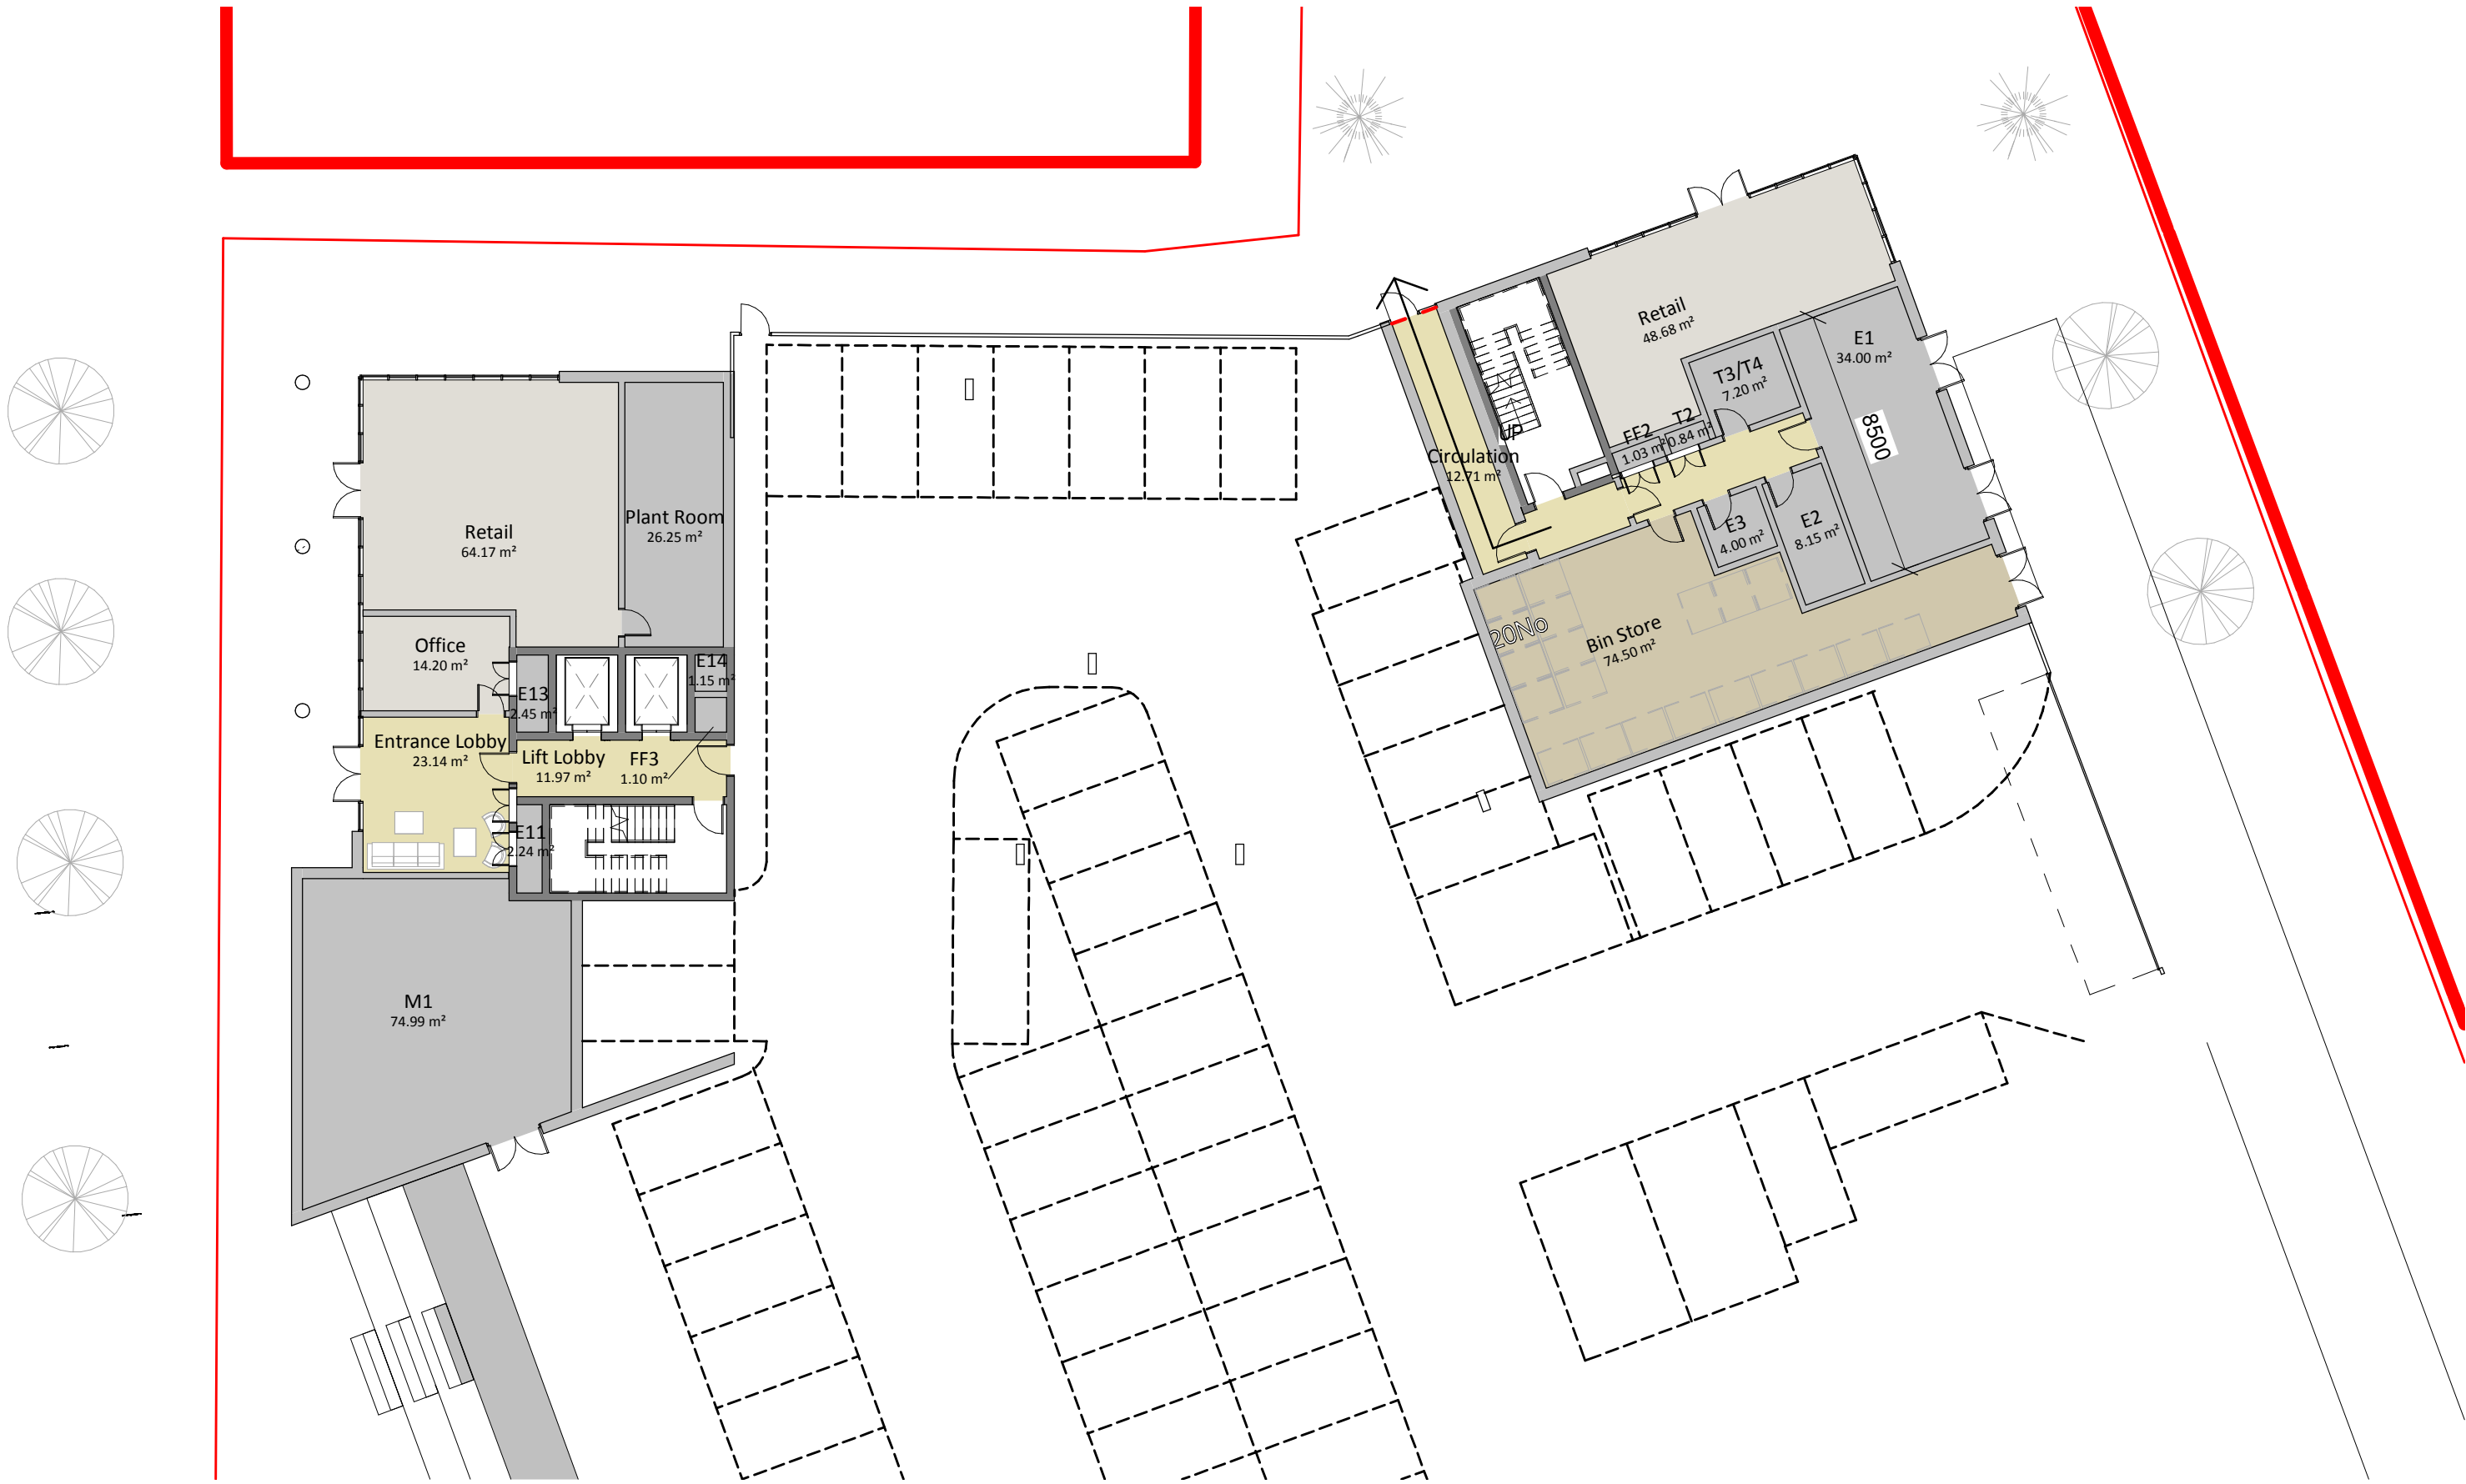 Retail
64.17 m²
Plant Room
26.25 m²
Office
14.20 m²
E13
2.45 m²
E14
1.15 m²
Entrance Lobby
23.14 m²
Lift Lobby
11.97 m²
FF3
1.10 m²
E11
2.24 m²
M1
74.99 m²
Retail
48.68 m²
E1
34.00 m²
T3/T4
7.20 m²
T2
0.84 m²
FF2
1.03 m²
UP
Circulation
12.71 m²
8500
E3
4.00 m²
E2
8.15 m²
20No
Bin Store
74.50 m²